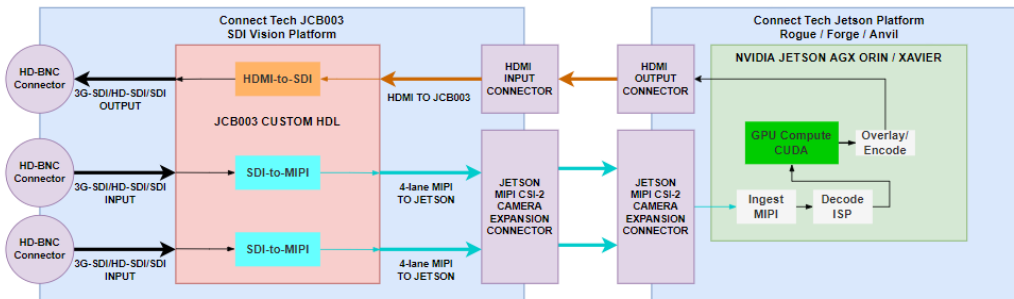 Connect Tech JCB003
SDI Vision Platform
Connect Tech Jetson Platform
Rogue / Forge / Anvil
HD-BNC
Connector
3G-SDI/HD-SDI/SDI
OUTPUT
HDMI-to-SDI
HDMI TO JCB003
HDMI
INPUT
CONNECTOR
HDMI
OUTPUT
CONNECTOR
NVIDIA JETSON AGX ORIN / XAVIER
JCB003 CUSTOM HDL
GPU Compute
CUDA
Overlay/
Encode
HD-BNC
Connector
3G-SDI/HD-SDI/SDI
INPUT
SDI-to-MIPI
4-lane MIPI
TO JETSON
JETSON
MIPI CSI-2
CAMERA
EXPANSION
CONNECTOR
JETSON
MIPI CSI-2
CAMERA
EXPANSION
CONNECTOR
Ingest
MIPI
Decode
ISP
HD-BNC
Connector
3G-SDI/HD-SDI/SDI
INPUT
SDI-to-MIPI
4-lane MIPI
TO JETSON